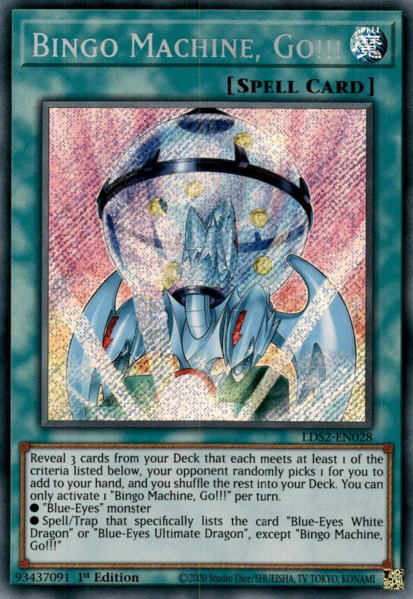 Bingo Machine, Go!!!
[Spell Card]
LDS2-EN028
Reveal 3 cards from your Deck that each meets at least 1 of the
criteria listed below, your opponent randomly picks 1 for you to
add to your hand, and you shuffle the rest into your Deck. You can
only activate 1 "Bingo Machine, Go!!!" per turn.
● "Blue-Eyes" monster
● Spell/Trap that specifically lists the card "Blue-Eyes White
Dragon" or "Blue-Eyes Ultimate Dragon", except "Bingo Machine,
Go!!!"
93437091 1st Edition ©2020 Studio Dice/SHUEISHA, TV TOKYO, KONAMI